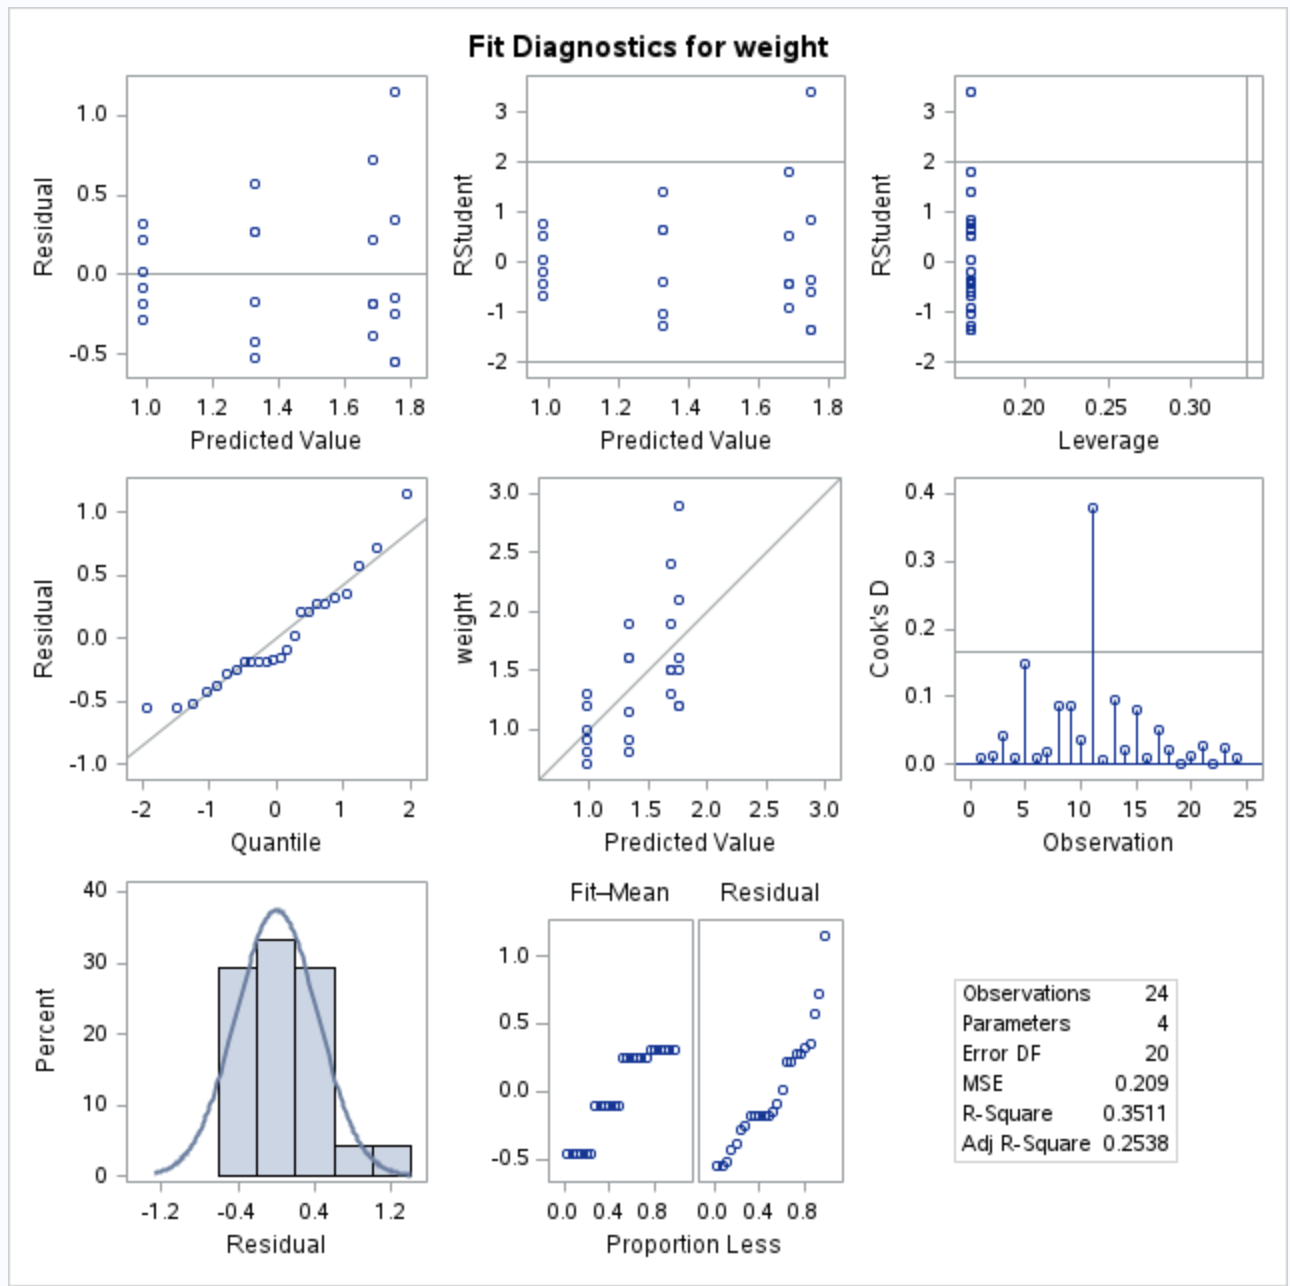 Fit Diagnostics for weight
1.0
0.5
0.0
-0.5
Residual
1.0 1.2 1.4 1.6 1.8
Predicted Value
3
2
1
0
-1
-2
RStudent
1.0 1.2 1.4 1.6 1.8
Predicted Value
3
2
1
0
-1
-2
RStudent
0.20 0.25 0.30
Leverage
1.0
0.5
0.0
-0.5
-1.0
Residual
-2 -1 0 1 2
Quantile
3.0
2.5
2.0
1.5
1.0
weight
1.0 1.5 2.0 2.5 3.0
Predicted Value
0.4
0.3
0.2
0.1
0.0
Cook's D
0 5 10 15 20 25
Observation
40
30
20
10
0
Percent
-1.2 -0.4 0.4 1.2
Residual
Fit–Mean Residual
1.0
0.5
0.0
-0.5
0.0 0.4 0.8 0.0 0.4 0.8
Proportion Less
Observations 24
Parameters 4
Error DF 20
MSE 0.209
R-Square 0.3511
Adj R-Square 0.2538